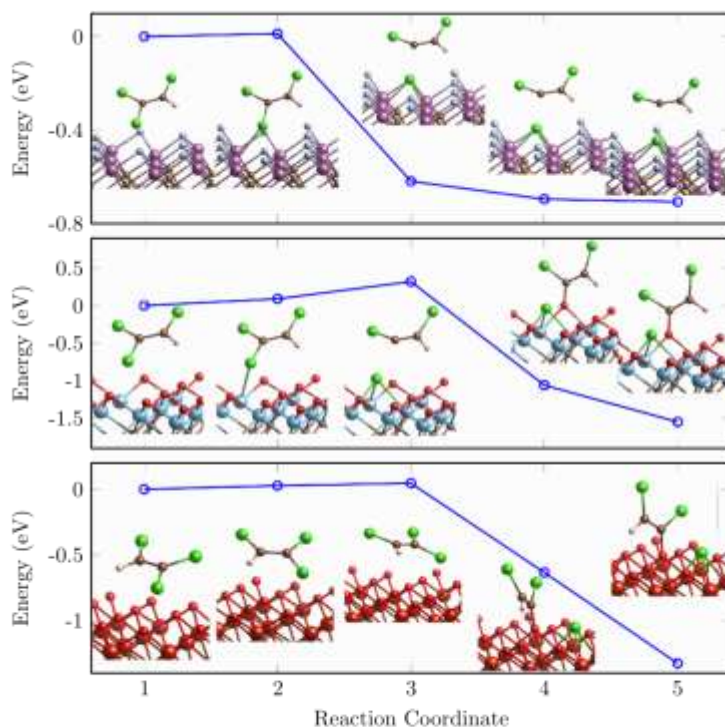 0
-0.4
-0.8
Energy (eV)
0.5
0
-0.5
-1
-1.5
Energy (eV)
0
-0.5
-1
Energy (eV)
1 2 3 4 5
Reaction Coordinate